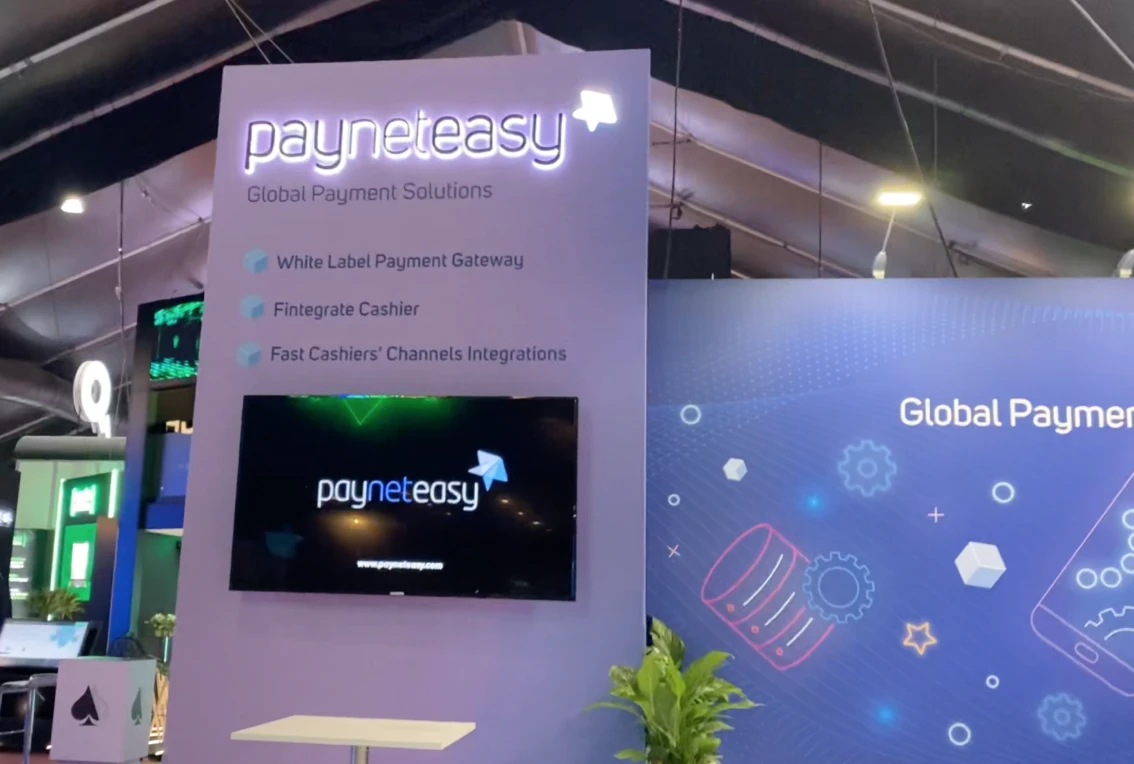 payneteasy
Global Payment Solutions
White Label Payment Gateway
Fintegrate Cashier
Fast Cashiers' Channels Integrations
payneteasy
www.payneteasy.com
Global Paymen